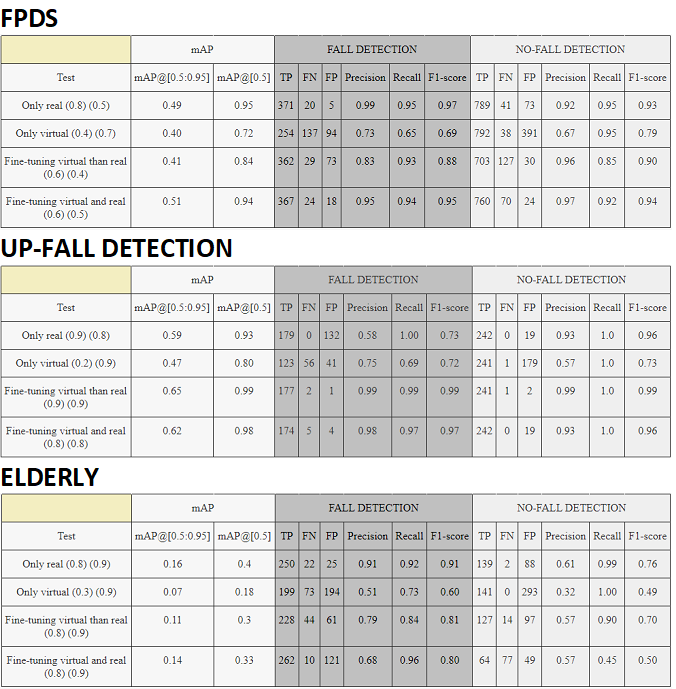 FPDS
mAP FALL DETECTION NO-FALL DETECTION
Test mAP@[0.5:0.95] mAP@[0.5] TP FN FP Precision Recall F1-score TP FN FP Precision Recall F1-score
Only real (0.8) (0.5) 0.49 0.95 371 20 5 0.99 0.95 0.97 789 41 73 0.92 0.95 0.93
Only virtual (0.4) (0.7) 0.40 0.72 254 137 94 0.73 0.65 0.69 792 38 391 0.67 0.95 0.79
Fine-tuning virtual than real 0.41 0.84 362 29 73 0.83 0.93 0.88 703 127 30 0.96 0.85 0.90
(0.6) (0.4)
Fine-tuning virtual and real 0.51 0.94 367 24 18 0.95 0.94 0.95 760 70 24 0.97 0.92 0.94
(0.6) (0.5)
UP-FALL DETECTION
mAP FALL DETECTION NO-FALL DETECTION
Test mAP@[0.5:0.95] mAP@[0.5] TP FN FP Precision Recall F1-score TP FN FP Precision Recall F1-score
Only real (0.9) (0.8) 0.59 0.93 179 0 132 0.58 1.00 0.73 242 0 19 0.93 1.0 0.96
Only virtual (0.2) (0.9) 0.47 0.80 123 56 41 0.75 0.69 0.72 241 1 179 0.57 1.0 0.73
Fine-tuning virtual than real 0.65 0.99 177 2 1 0.99 0.99 0.99 241 1 2 0.99 1.0 0.99
(0.9) (0.9)
Fine-tuning virtual and real 0.62 0.98 174 5 4 0.98 0.97 0.97 242 0 19 0.93 1.0 0.96
(0.8) (0.8)
ELDERLY
mAP FALL DETECTION NO-FALL DETECTION
Test mAP@[0.5:0.95] mAP@[0.5] TP FN FP Precision Recall F1-score TP FN FP Precision Recall F1-score
Only real (0.8) (0.9) 0.16 0.4 250 22 25 0.91 0.92 0.91 139 2 88 0.61 0.99 0.76
Only virtual (0.3) (0.9) 0.07 0.18 199 73 194 0.51 0.73 0.60 141 0 293 0.32 1.00 0.49
Fine-tuning virtual than real 0.11 0.3 228 44 61 0.79 0.84 0.81 127 14 97 0.57 0.90 0.70
(0.8) (0.9)
Fine-tuning virtual and real 0.14 0.33 262 10 121 0.68 0.96 0.80 64 77 49 0.57 0.45 0.50
(0.8) (0.9)